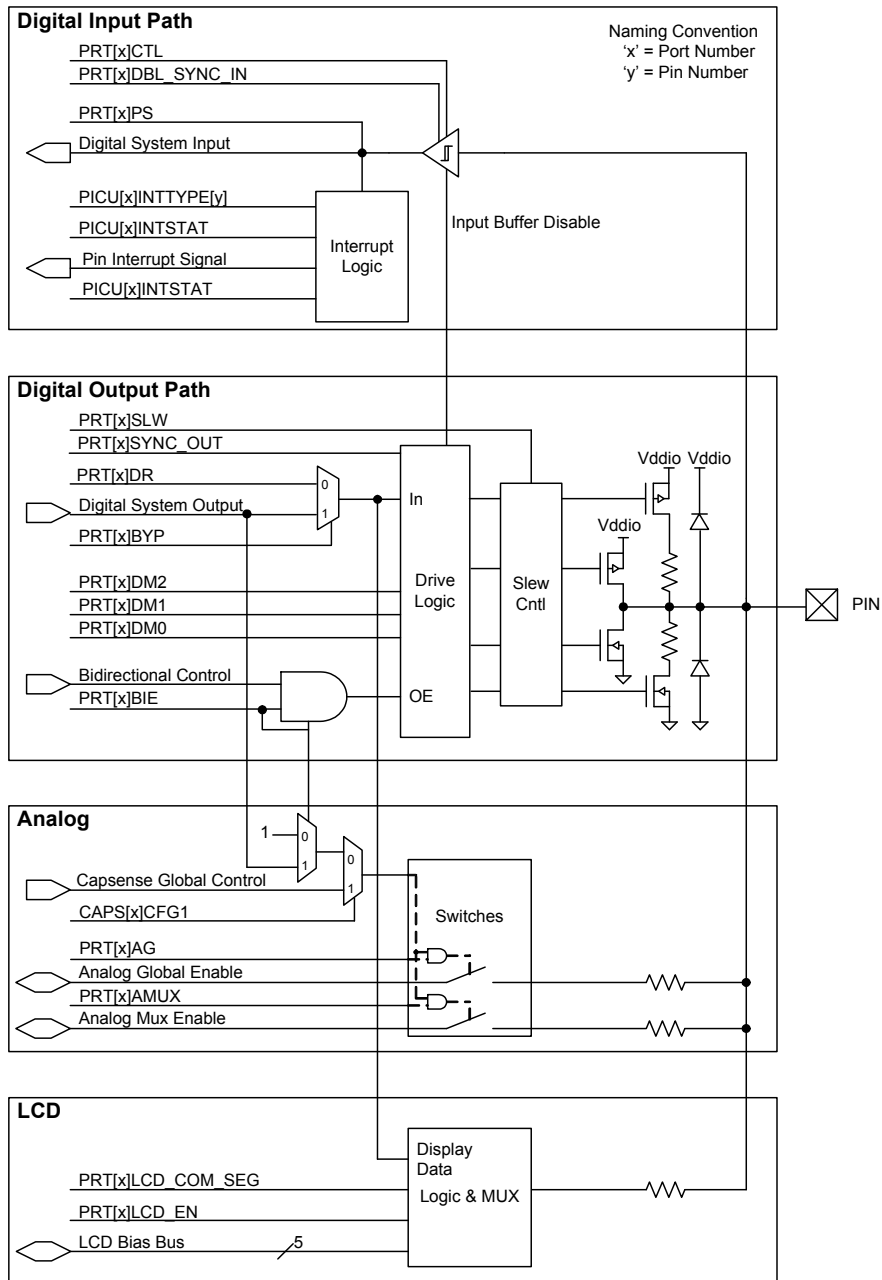 Digital Input Path
Naming Convention
‘x’ = Port Number
‘y’ = Pin Number
PRT[x]CTL
PRT[x]DBL_SYNC_IN
PRT[x]PS
Digital System Input
PICU[x]INTTYPE[y]
PICU[x]INTSTAT
Pin Interrupt Signal
PICU[x]INTSTAT
Interrupt
Logic
Input Buffer Disable
Digital Output Path
PRT[x]SLW
PRT[x]SYNC_OUT
PRT[x]DR
Digital System Output
PRT[x]BYP
0
1
PRT[x]DM2
PRT[x]DM1
PRT[x]DM0
Bidirectional Control
PRT[x]BIE
In
Drive
Logic
OE
Slew
Cntl
Vddio
Vddio
Vddio
PIN
Analog
1
0
1
0
1
Capsense Global Control
CAPS[x]CFG1
PRT[x]AG
Analog Global Enable
PRT[x]AMUX
Analog Mux Enable
Switches
LCD
Display
Data
Logic & MUX
PRT[x]LCD_COM_SEG
PRT[x]LCD_EN
LCD Bias Bus
5